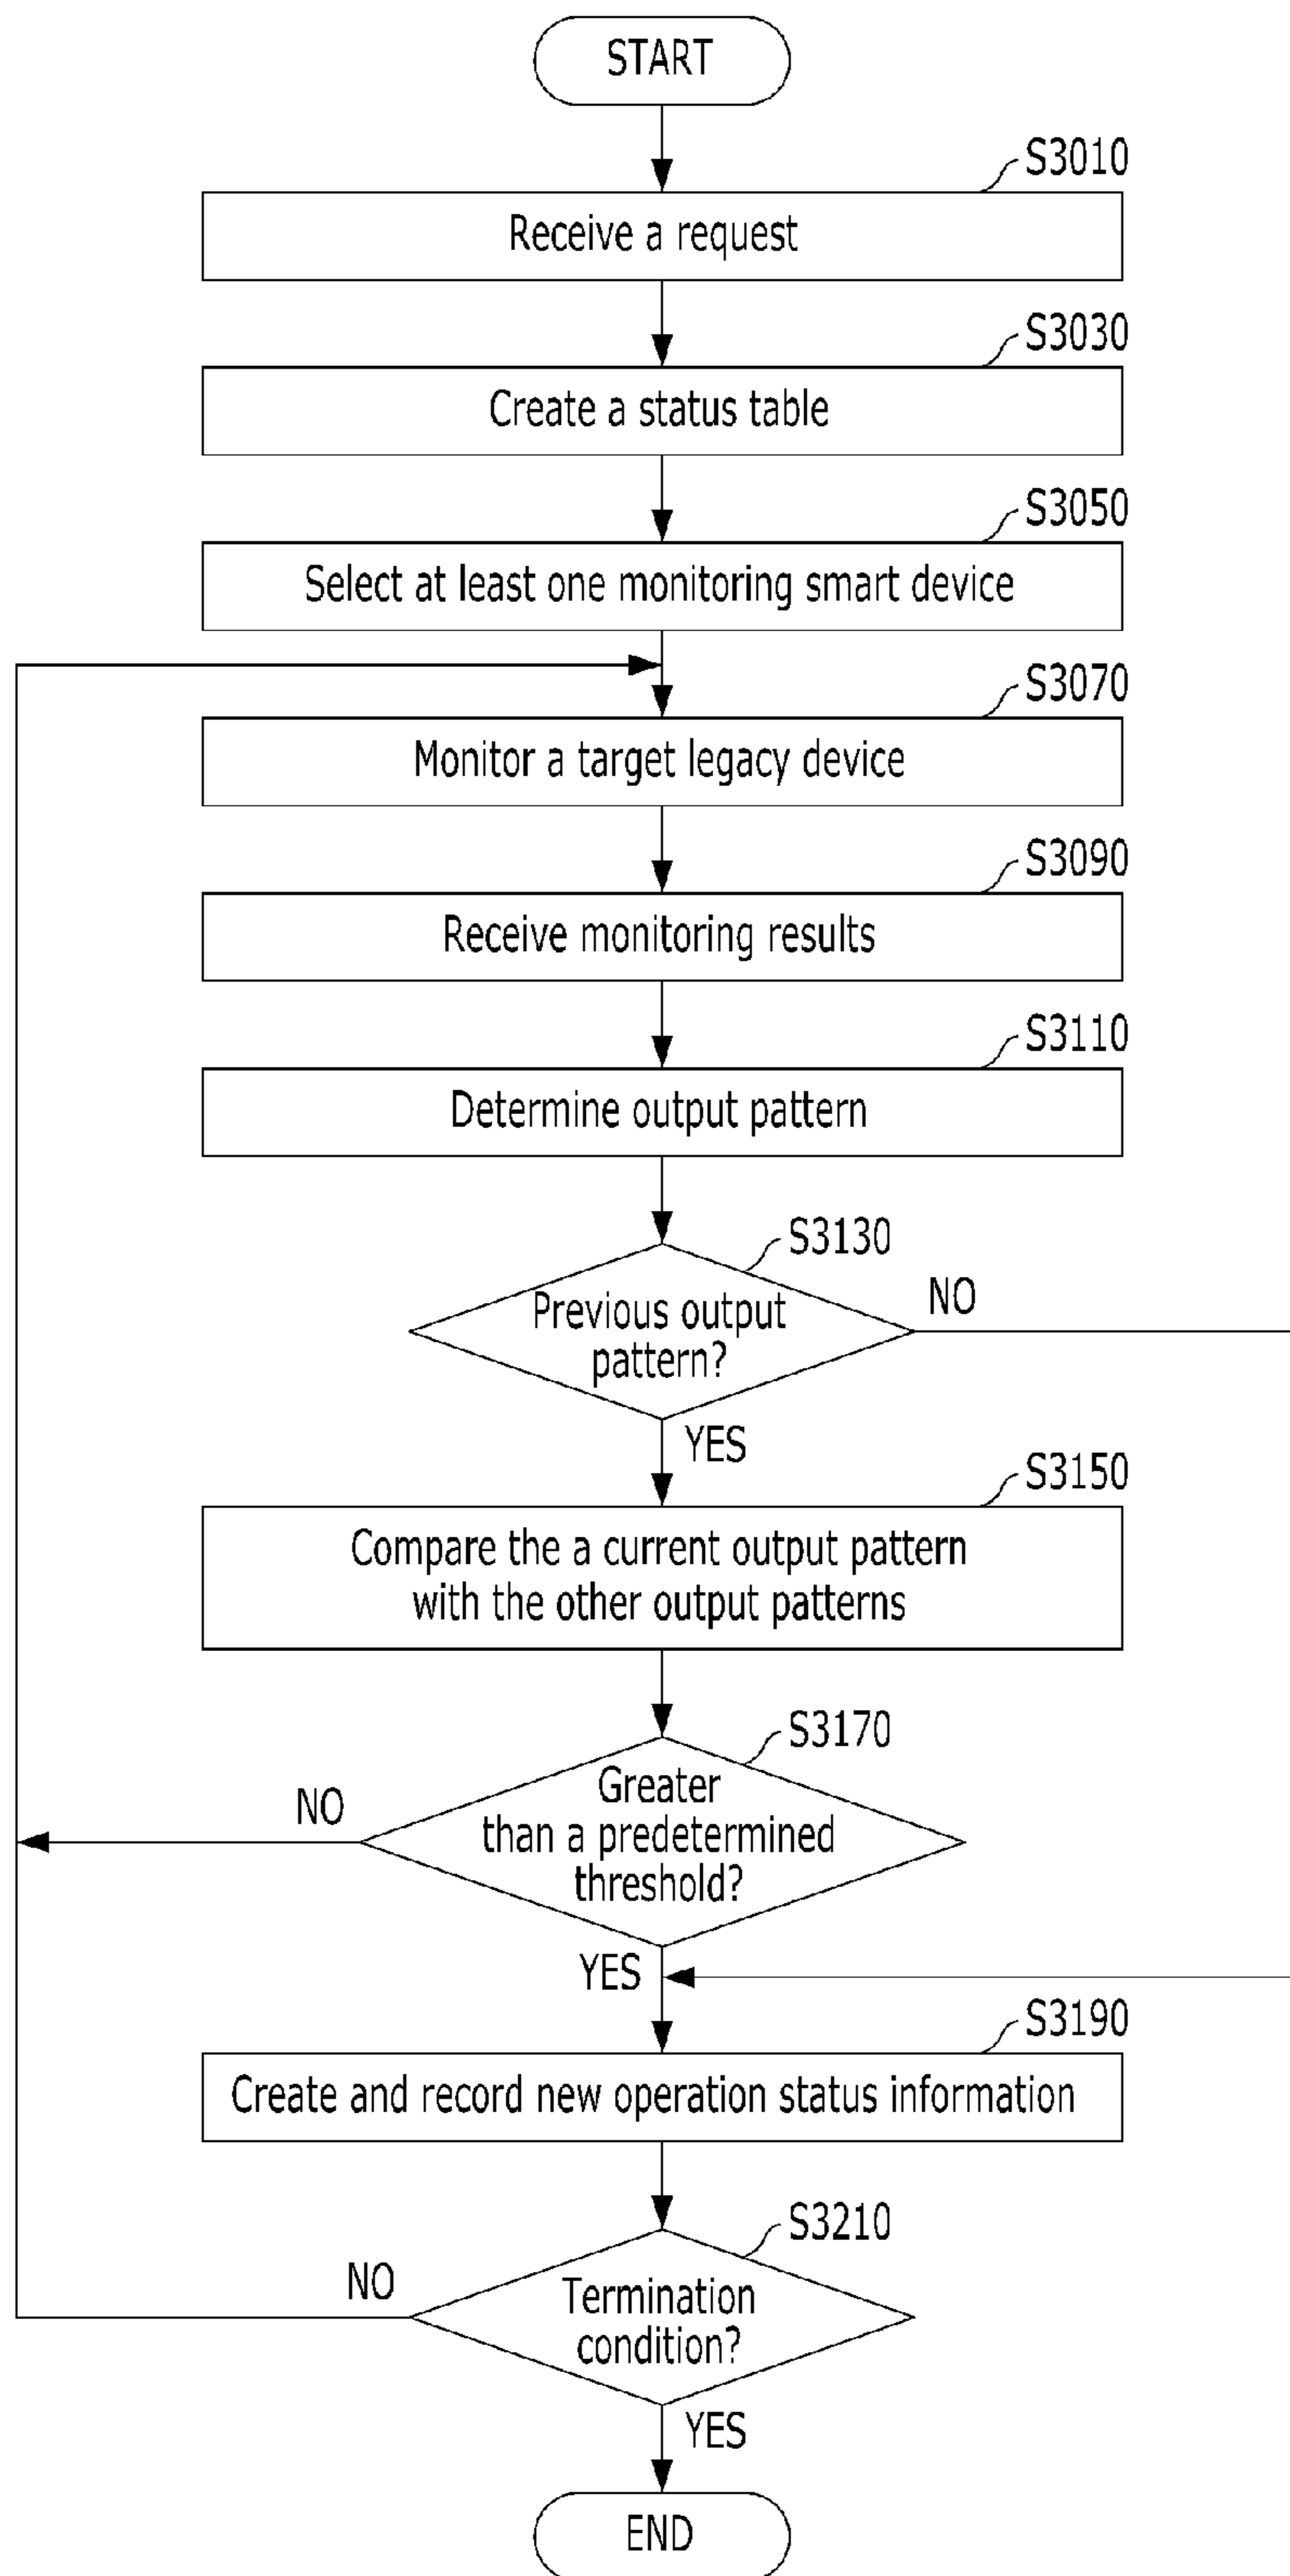 START
S3010
Receive a request
S3030
Create a status table
S3050
Select at least one monitoring smart device
S3070
Monitor a target legacy device
S3090
Receive monitoring results
S3110
Determine output pattern
S3130
Previous output
pattern?
NO
YES
S3150
Compare the a current output pattern
with the other output patterns
S3170
Greater
than a predetermined
threshold?
NO
YES
S3190
Create and record new operation status information
S3210
Termination
condition?
NO
YES
END